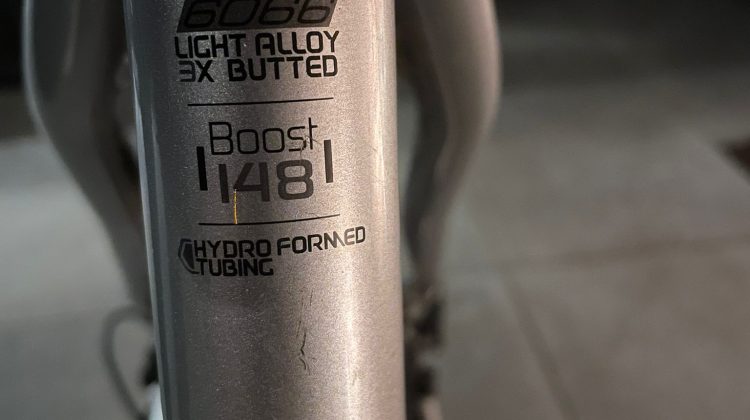 6066
LIGHT ALLOY
3X BUTTED
Boost
148
HYDRO FORMED
TUBING